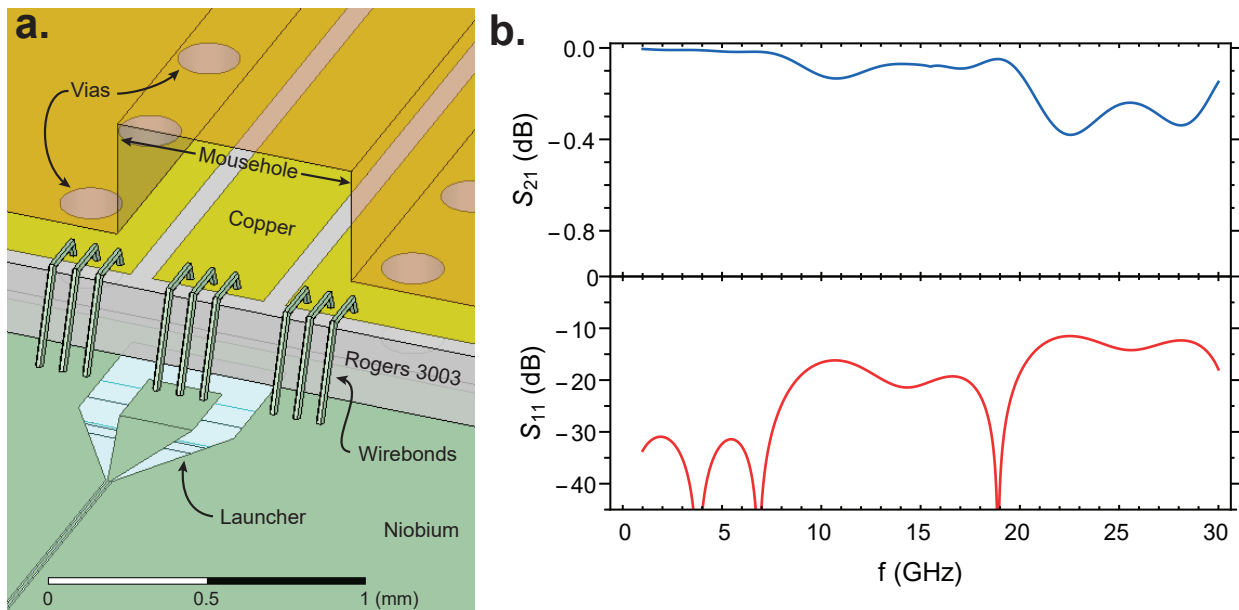 a.
Vias
Mousehole
Copper
Rogers 3003
Wirebonds
Launcher
Niobium
0 0.5 1 (mm)
b.
0.0
−0.4
−0.8
S21 (dB)
0
−10
−20
−30
−40
S11 (dB)
0 5 10 15 20 25 30
f (GHz)